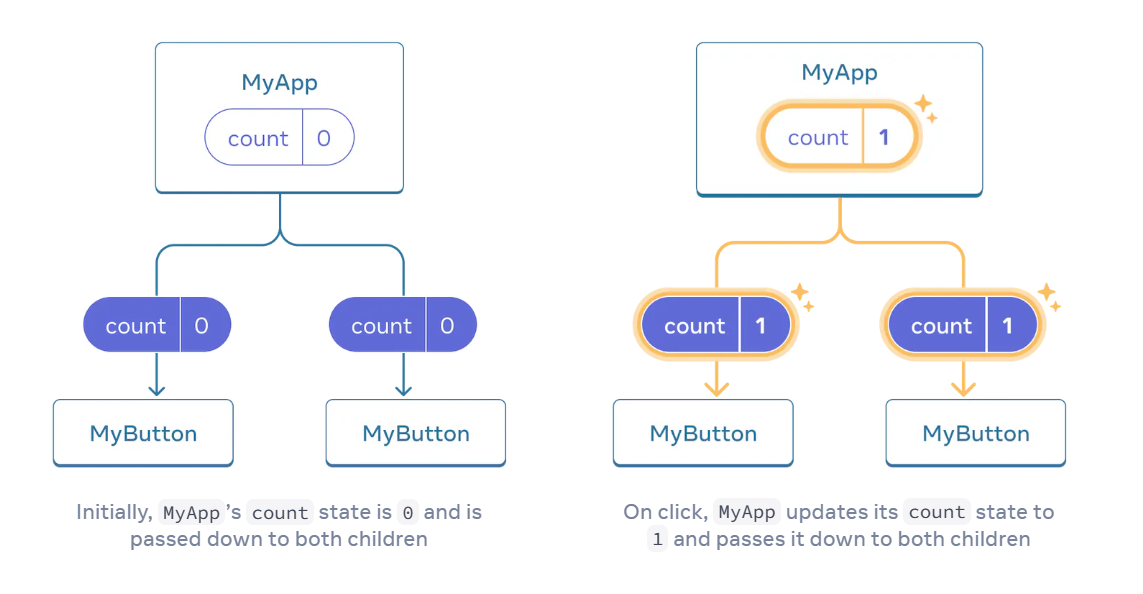 MyApp
count 0
count 0
count 0
MyButton
MyButton
Initially, MyApp’s count state is 0 and is
passed down to both children
MyApp
count 1
count 1
count 1
MyButton
MyButton
On click, MyApp updates its count state to
1 and passes it down to both children